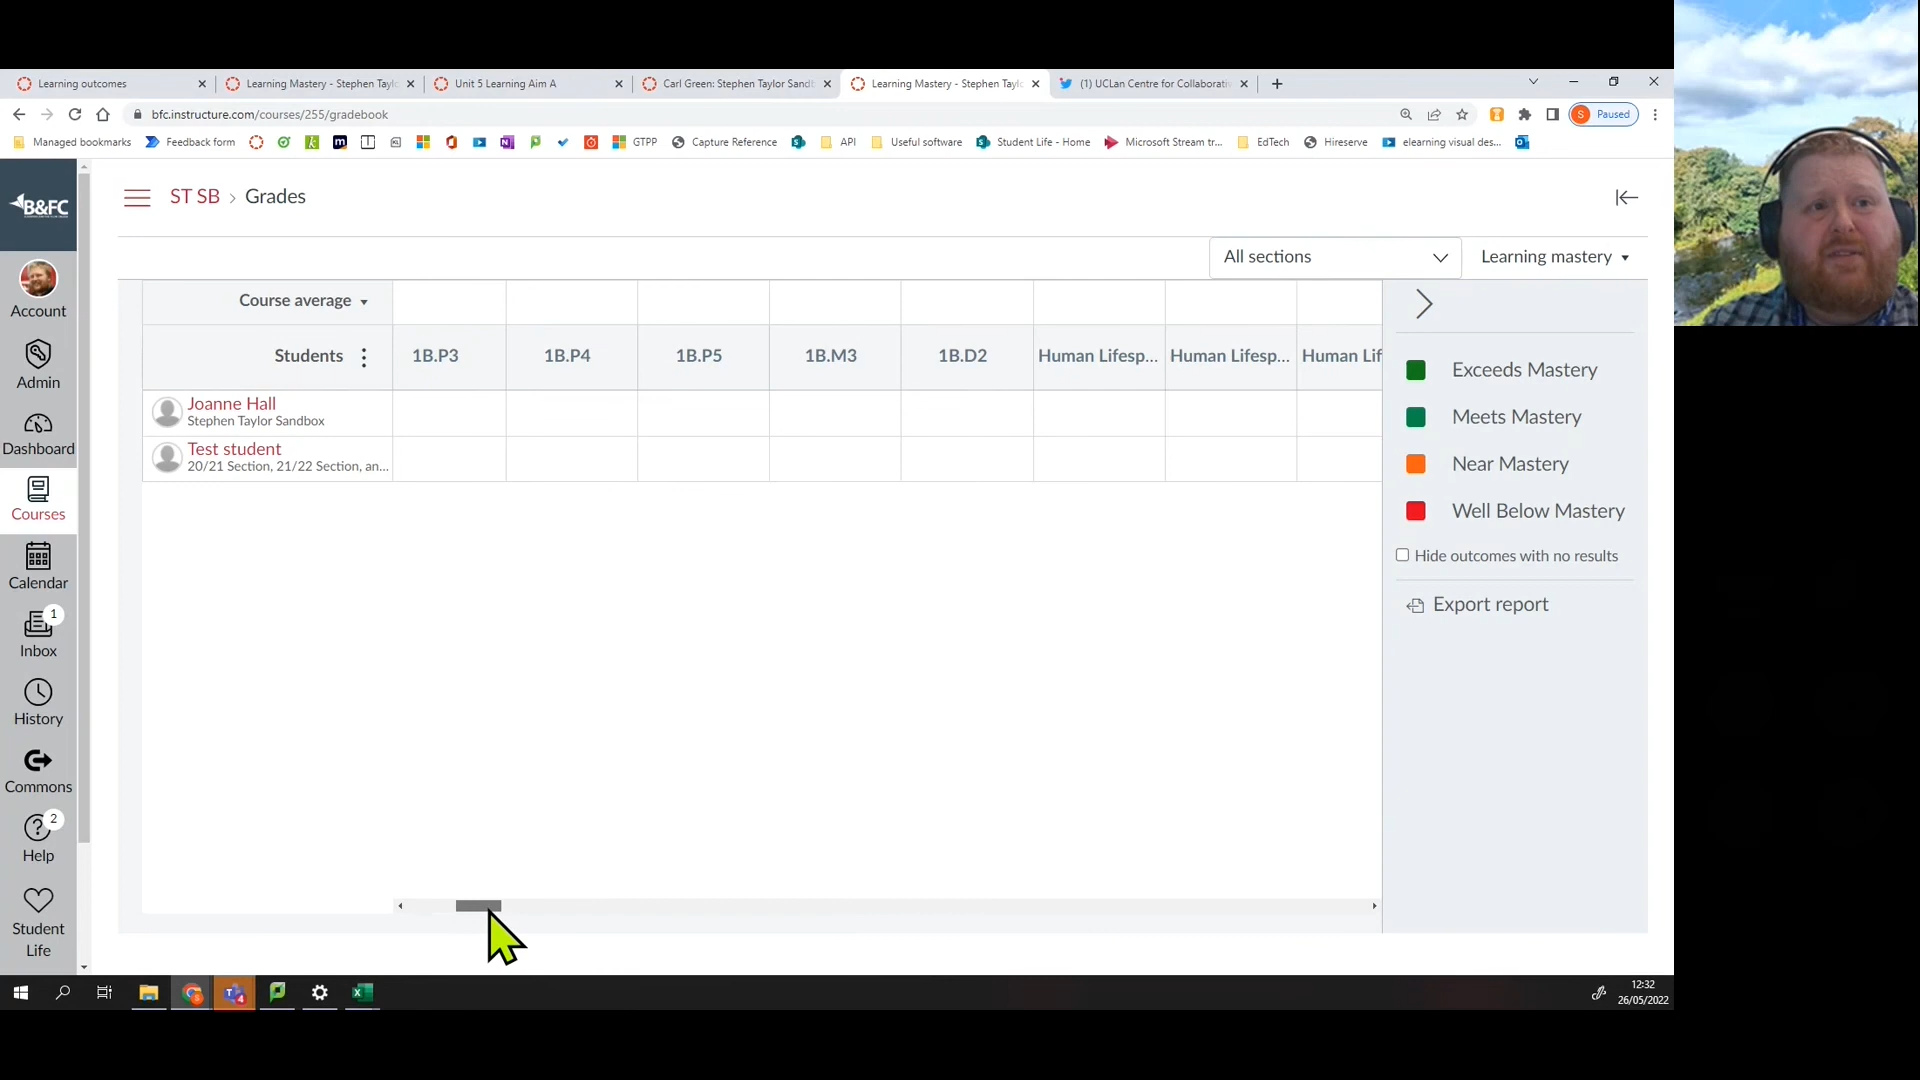 Learning outcomes
Learning Mastery - Stephen Taylo
Unit 5 Learning Aim A
Carl Green: Stephen Taylor Sandb
Learning Mastery - Stephen Taylo
(1) UCLan Centre for Collaborativ
bfc.instructure.com/courses/255/gradebook
S Paused
Managed bookmarks
Feedback form
GTPP
Capture Reference
API
Useful software
Student Life - Home
Microsoft Stream tr...
EdTech
Hireserve
elearning visual des...
B&FC
ST SB > Grades
All sections
Learning mastery
Course average
Students
1B.P3
1B.P4
1B.P5
1B.M3
1B.D2
Human Lifesp...
Human Lifesp...
Human Lif
Joanne Hall
Stephen Taylor Sandbox
Test student
20/21 Section, 21/22 Section, an...
Exceeds Mastery
Meets Mastery
Near Mastery
Well Below Mastery
Hide outcomes with no results
Export report
Account
Admin
Dashboard
Courses
Calendar
1
Inbox
History
Commons
2
Help
Student
Life
12:32
26/05/2022